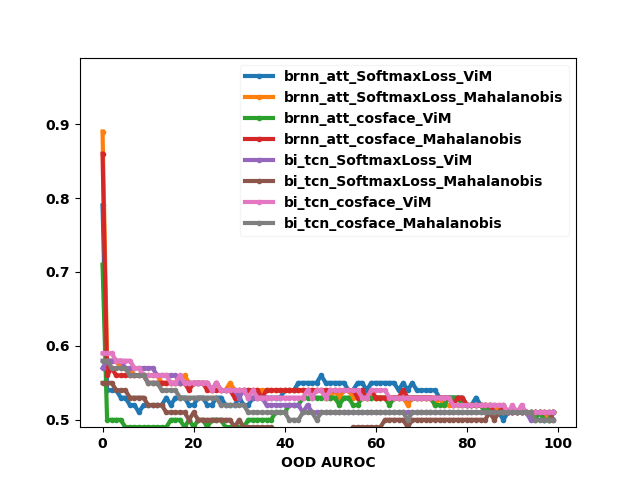 brnn_att_SoftmaxLoss_ViM
brnn_att_SoftmaxLoss_Mahalanobis
brnn_att_cosface_ViM
brnn_att_cosface_Mahalanobis
bi_tcn_SoftmaxLoss_ViM
bi_tcn_SoftmaxLoss_Mahalanobis
bi_tcn_cosface_ViM
bi_tcn_cosface_Mahalanobis
0.9
0.8
0.7
0.6
0.5
0 20 40 60 80 100
OOD AUROC